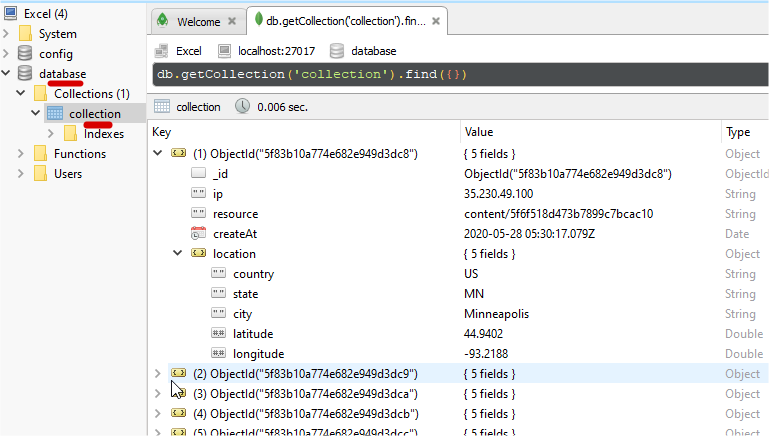 Excel (4)
System
config
database
Collections (1)
collection
Indexes
Functions
Users
Welcome
db.getCollection('collection').fin...
Excel localhost:27017 database
db.getCollection('collection').find({})
collection 0.006 sec.
Key Value Type
(1) ObjectId("5f83b10a774e682e949d3dc8") { 5 fields } Object
_id ObjectId("5f83b10a774e682e949d3dc8") ObjectId
ip 35.230.49.100 String
resource content/5f6f518d473b7899c7bcac10 String
createAt 2020-05-28 05:30:17.079Z Date
location { 5 fields } Object
country US String
state MN String
city Minneapolis String
latitude 44.9402 Double
longitude -93.2188 Double
(2) ObjectId("5f83b10a774e682e949d3dc9") { 5 fields } Object
(3) ObjectId("5f83b10a774e682e949d3dca") { 5 fields } Object
(4) ObjectId("5f83b10a774e682e949d3dcb") { 5 fields } Object
(5) ObjectId("5f83b10a774e682e949d3dcc") { 5 fields } Object